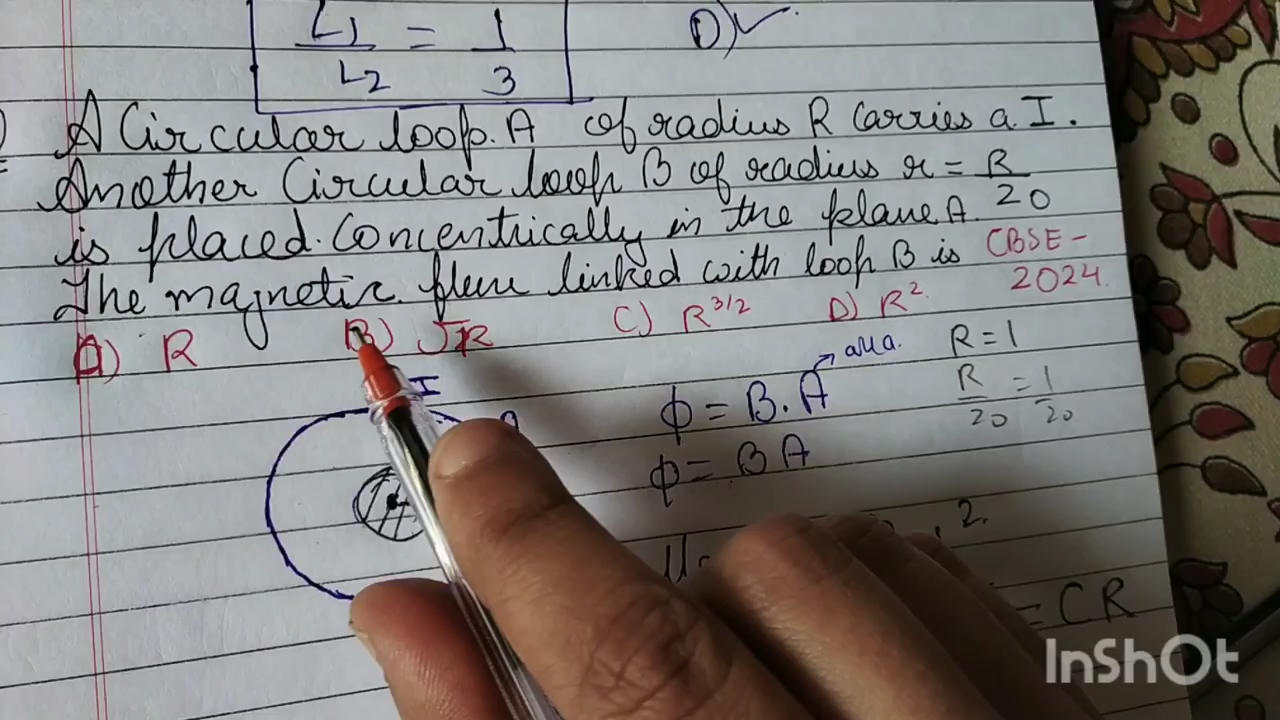 L1 / L2 = 1 / 3 D) ✓
A Circular loop. A of radius R Carries a I.
Another Circular loop B of radius r = R / 20
is placed. Concentrically in the plane A.
The magnetic flux linked with loop B is CBSE - 2024.
A) R B) √R C) R^3/2 D) R^2.
I
φ = B. A → area. R = 1
φ = BA R / 20 = 1 / 20
2.
= CR
InShOt